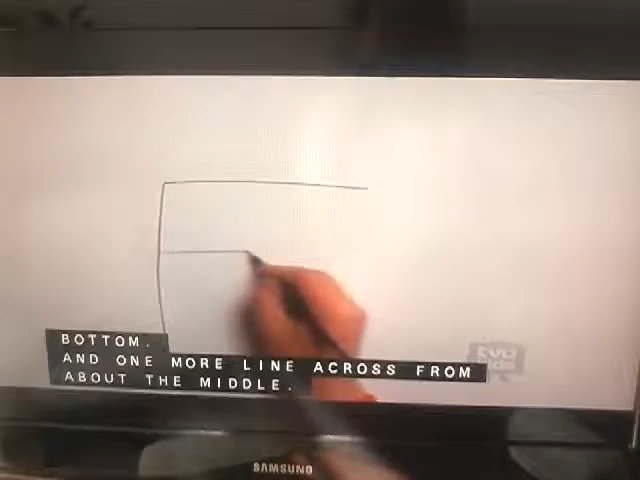 BOTTOM.
AND ONE MORE LINE ACROSS FROM
ABOUT THE MIDDLE.
SAMSUNG